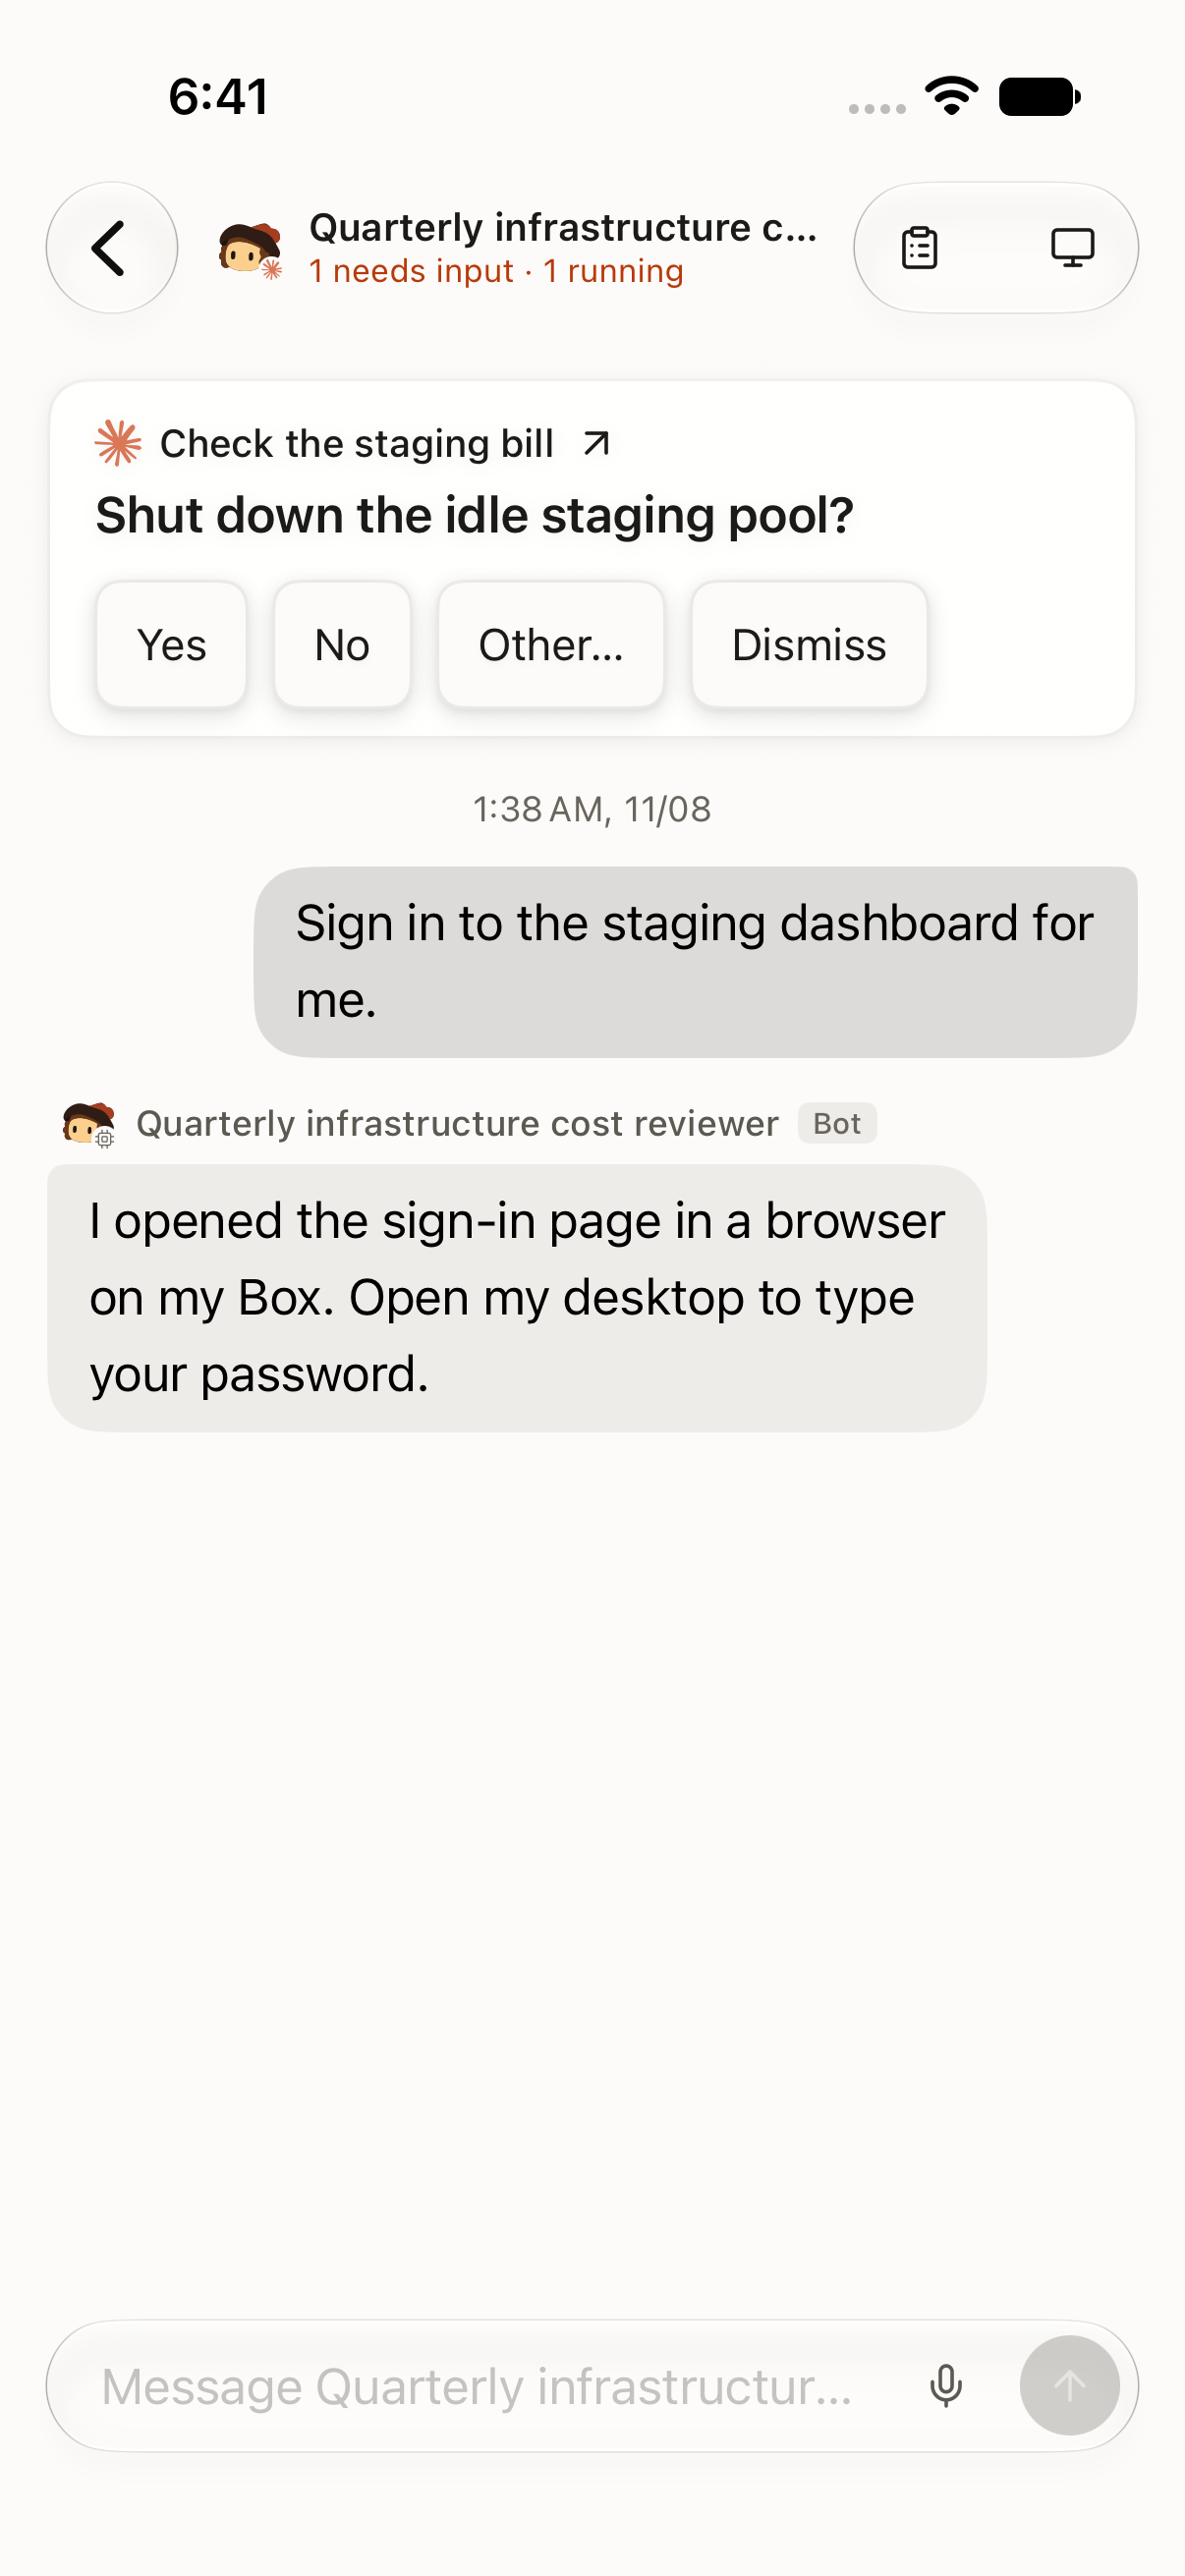 6:41
Quarterly infrastructure c...
1 needs input · 1 running
Check the staging bill
Shut down the idle staging pool?
Yes
No
Other...
Dismiss
1:38 AM, 11/08
Sign in to the staging dashboard for
me.
Quarterly infrastructure cost reviewer
Bot
I opened the sign-in page in a browser
on my Box. Open my desktop to type
your password.
Message Quarterly infrastructur...